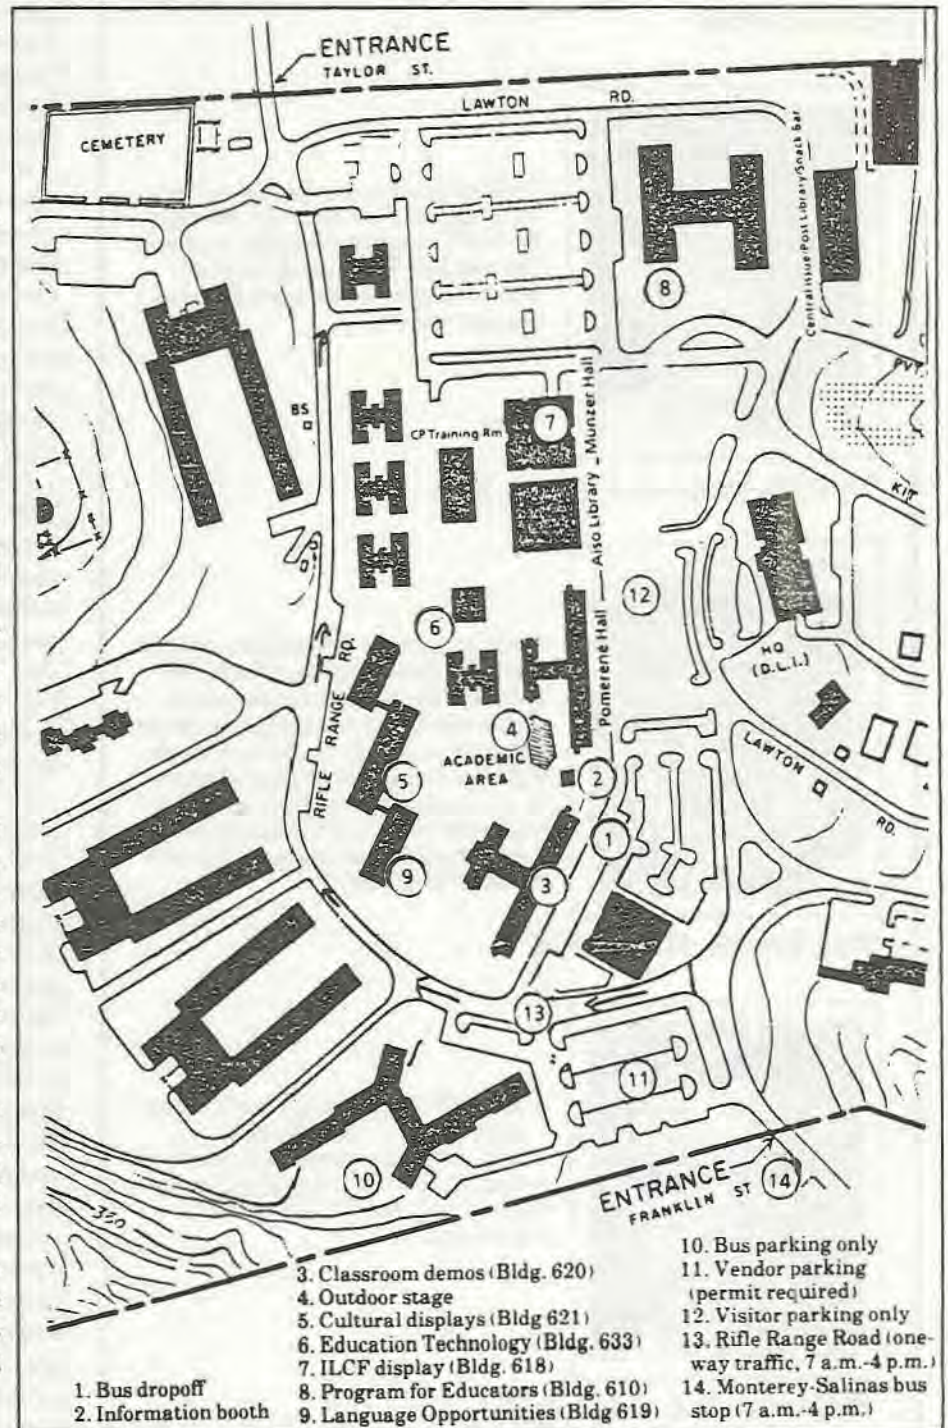 ENTRANCE
TAYLOR ST.
LAWTON RD.
CEMETERY
Central Issue/Post Library/Snack bar
8
PVT
BS
CP Training Rm
7
Aiso Library
Munzer Hall
KIT
12
6
RD.
HQ
(D.L.I.)
Pomerene Hall
4
RANGE
ACADEMIC
AREA
LAWTON
2
RIFLE
5
1
RD.
9
3
13
11
10
ENTRANCE
FRANKLIN ST
14
320
1. Bus dropoff
2. Information booth
3. Classroom demos (Bldg. 620)
4. Outdoor stage
5. Cultural displays (Bldg 621)
6. Education Technology (Bldg. 633)
7. ILCF display (Bldg. 618)
8. Program for Educators (Bldg. 610)
9. Language Opportunities (Bldg 619)
10. Bus parking only
11. Vendor parking
(permit required)
12. Visitor parking only
13. Rifle Range Road (one-
way traffic, 7 a.m.-4 p.m.)
14. Monterey-Salinas bus
stop (7 a.m.-4 p.m.)